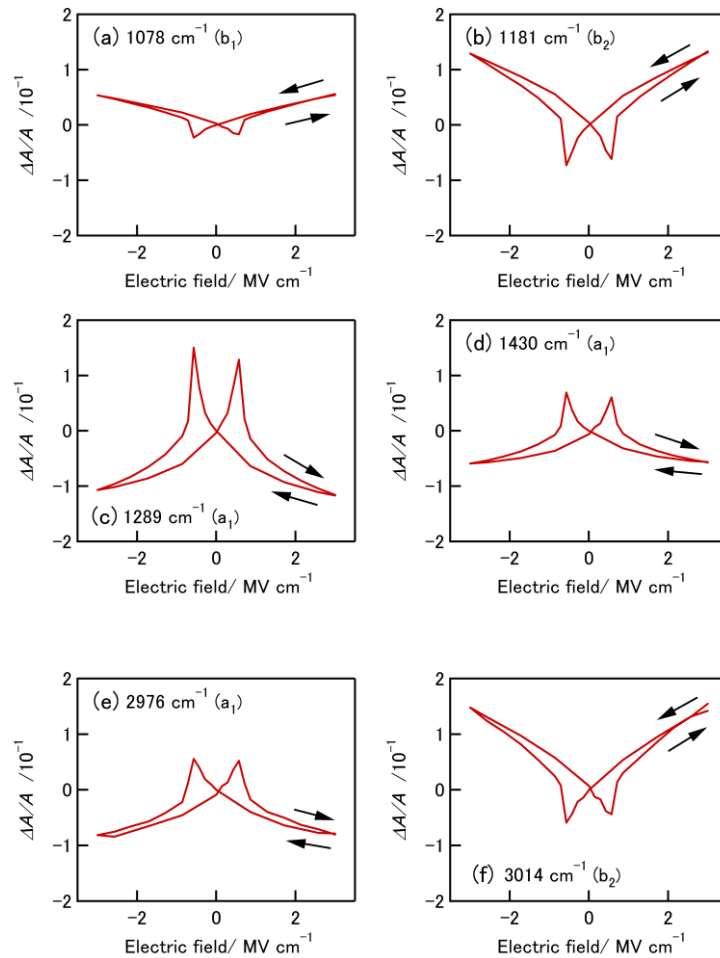 (a) 1078 cm⁻¹ (b₁)
ΔA/A /10⁻¹
2
1
0
−1
−2
−2 0 2
Electric field/ MV cm⁻¹
(b) 1181 cm⁻¹ (b₂)
ΔA/A /10⁻¹
2
1
0
−1
−2
−2 0 2
Electric field/ MV cm⁻¹
ΔA/A /10⁻¹
2
1
0
−1
−2
(c) 1289 cm⁻¹ (a₁)
−2 0 2
Electric field/ MV cm⁻¹
(d) 1430 cm⁻¹ (a₁)
ΔA/A /10⁻¹
2
1
0
−1
−2
−2 0 2
Electric field/ MV cm⁻¹
(e) 2976 cm⁻¹ (a₁)
ΔA/A /10⁻¹
2
1
0
−1
−2
−2 0 2
Electric field/ MV cm⁻¹
ΔA/A /10⁻¹
2
1
0
−1
−2
(f) 3014 cm⁻¹ (b₂)
−2 0 2
Electric field/ MV cm⁻¹